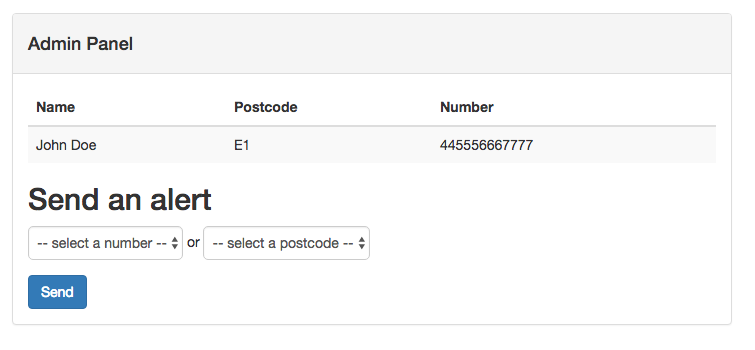 Admin Panel
Name Postcode Number
John Doe E1 445556667777
Send an alert
-- select a number -- or -- select a postcode --
Send